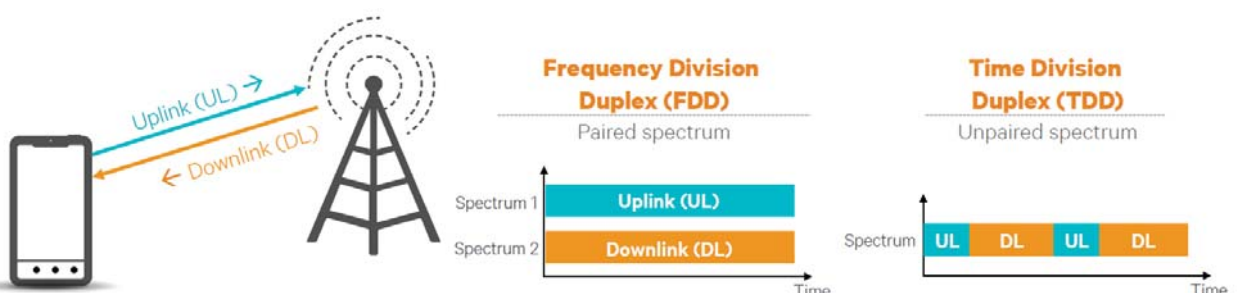 Uplink (UL) →
← Downlink (DL)
Frequency Division
Duplex (FDD)
Paired spectrum
Spectrum 1
Uplink (UL)
Spectrum 2
Downlink (DL)
Time
Time Division
Duplex (TDD)
Unpaired spectrum
Spectrum
UL DL UL DL
Time